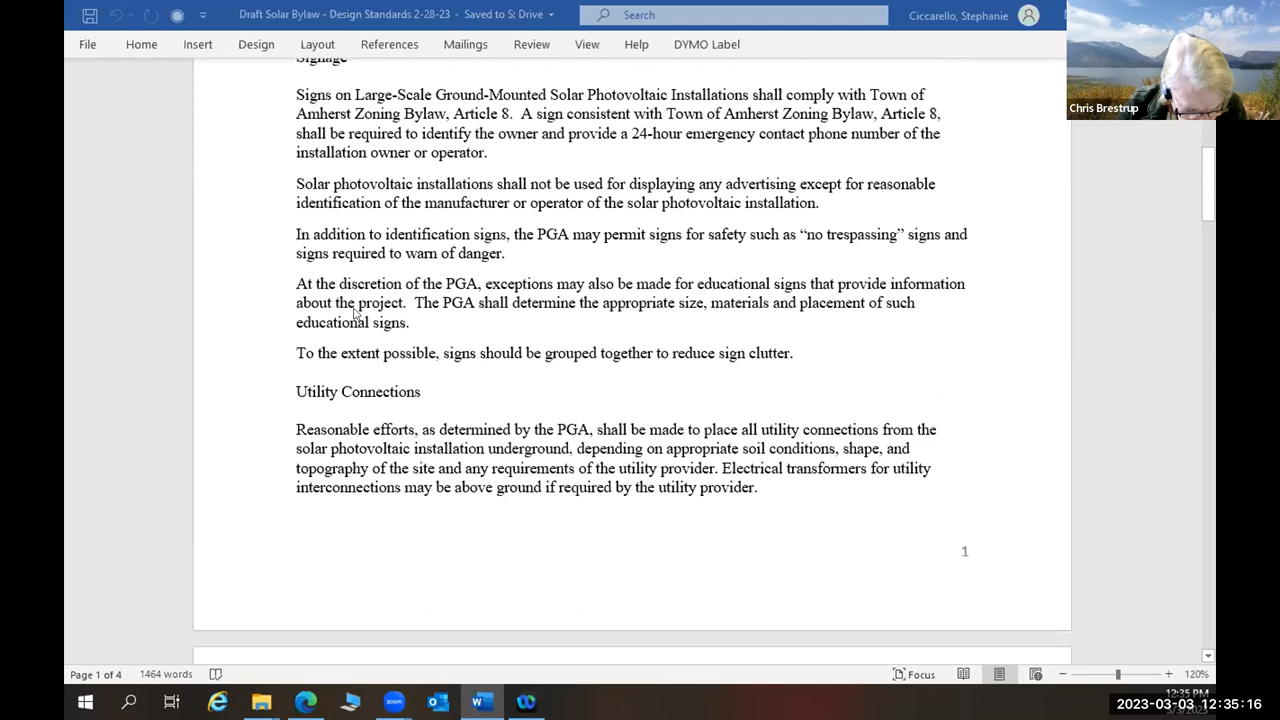 Draft Solar Bylaw - Design Standards 2-28-23 - Saved to S: Drive
Search
Ciccarello, Stephanie
File Home Insert Design Layout References Mailings Review View Help DYMO Label
Chris Brestrup
Signage
Signs on Large-Scale Ground-Mounted Solar Photovoltaic Installations shall comply with Town of
Amherst Zoning Bylaw, Article 8. A sign consistent with Town of Amherst Zoning Bylaw, Article 8,
shall be required to identify the owner and provide a 24-hour emergency contact phone number of the
installation owner or operator.
Solar photovoltaic installations shall not be used for displaying any advertising except for reasonable
identification of the manufacturer or operator of the solar photovoltaic installation.
In addition to identification signs, the PGA may permit signs for safety such as “no trespassing” signs and
signs required to warn of danger.
At the discretion of the PGA, exceptions may also be made for educational signs that provide information
about the project. The PGA shall determine the appropriate size, materials and placement of such
educational signs.
To the extent possible, signs should be grouped together to reduce sign clutter.
Utility Connections
Reasonable efforts, as determined by the PGA, shall be made to place all utility connections from the
solar photovoltaic installation underground, depending on appropriate soil conditions, shape, and
topography of the site and any requirements of the utility provider. Electrical transformers for utility
interconnections may be above ground if required by the utility provider.
1
Page 1 of 4 1464 words
Focus
120%
zoom
12:35 PM
2023-03-03 12:35:16